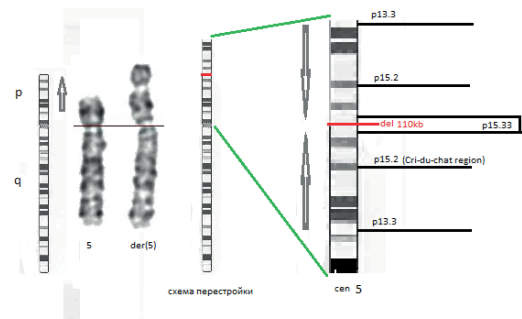 p13.3
p15.2
p
del 110kb
p15.33
p15.2 (Cri-du-chat region)
q
p13.3
5
der(5)
схема перестройки
cen 5